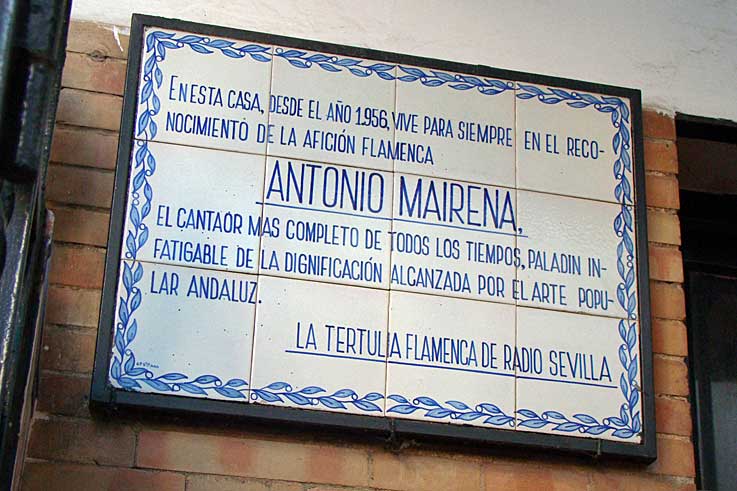 EN ESTA CASA, DESDE EL AÑO 1.956, VIVE PARA SIEMPRE EN EL RECO-
NOCIMIENTO DE LA AFICIÓN FLAMENCA
ANTONIO MAIRENA,
EL CANTAÓR MAS COMPLETO DE TODOS LOS TIEMPOS, PALADIN IN-
FATIGABLE DE LA DIGNIFICACIÓN ALCANZADA POR EL ARTE POPU-
LAR ANDALUZ.
LA TERTULIA FLAMENCA DE RADIO SEVILLA